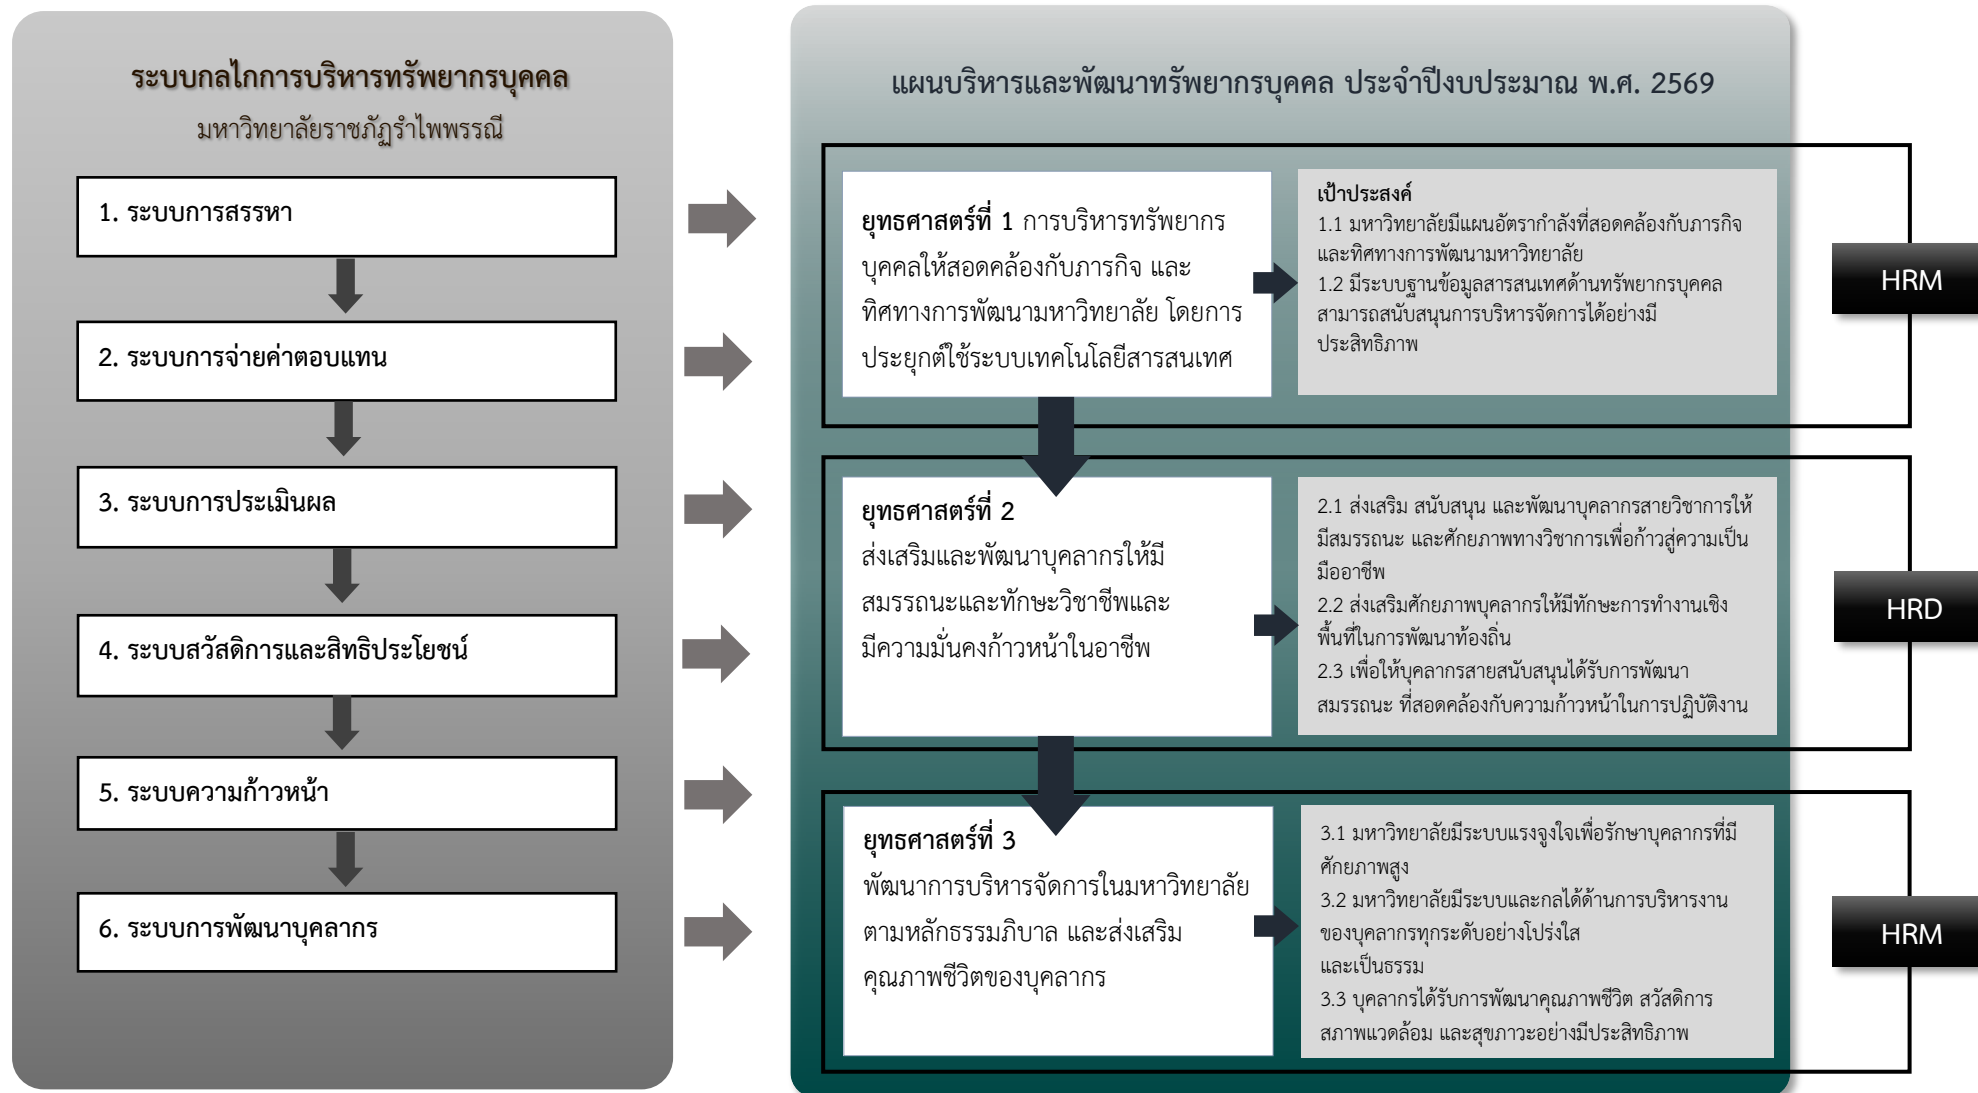 ระบบกลไกการบริหารทรัพยากรบุคคล
มหาวิทยาลัยราชภัฏรำไพพรรณี
1. ระบบการสรรหา
2. ระบบการจ่ายค่าตอบแทน
3. ระบบการประเมินผล
4. ระบบสวัสดิการและสิทธิประโยชน์
5. ระบบความก้าวหน้า
6. ระบบการพัฒนาบุคลากร
แผนบริหารและพัฒนาทรัพยากรบุคคล ประจำปีงบประมาณ พ.ศ. 2569
ยุทธศาสตร์ที่ 1 การบริหารทรัพยากร
บุคคลให้สอดคล้องกับภารกิจ และ
ทิศทางการพัฒนามหาวิทยาลัย โดยการ
ประยุกต์ใช้ระบบเทคโนโลยีสารสนเทศ
เป้าประสงค์
1.1 มหาวิทยาลัยมีแผนอัตรากำลังที่สอดคล้องกับภารกิจ
และทิศทางการพัฒนามหาวิทยาลัย
1.2 มีระบบฐานข้อมูลสารสนเทศด้านทรัพยากรบุคคล
สามารถสนับสนุนการบริหารจัดการได้อย่างมี
ประสิทธิภาพ
HRM
ยุทธศาสตร์ที่ 2
ส่งเสริมและพัฒนาบุคลากรให้มี
สมรรถนะและทักษะวิชาชีพและ
มีความมั่นคงก้าวหน้าในอาชีพ
2.1 ส่งเสริม สนับสนุน และพัฒนาบุคลากรสายวิชาการให้
มีสมรรถนะ และศักยภาพทางวิชาการเพื่อก้าวสู่ความเป็น
มืออาชีพ
2.2 ส่งเสริมศักยภาพบุคลากรให้มีทักษะการทำงานเชิง
พื้นที่ในการพัฒนาท้องถิ่น
2.3 เพื่อให้บุคลากรสายสนับสนุนได้รับการพัฒนา
สมรรถนะ ที่สอดคล้องกับความก้าวหน้าในการปฏิบัติงาน
HRD
ยุทธศาสตร์ที่ 3
พัฒนาการบริหารจัดการในมหาวิทยาลัย
ตามหลักธรรมภิบาล และส่งเสริม
คุณภาพชีวิตของบุคลากร
3.1 มหาวิทยาลัยมีระบบแรงจูงใจเพื่อรักษาบุคลากรที่มี
ศักยภาพสูง
3.2 มหาวิทยาลัยมีระบบและกลได้ด้านการบริหารงาน
ของบุคลากรทุกระดับอย่างโปร่งใส
และเป็นธรรม
3.3 บุคลากรได้รับการพัฒนาคุณภาพชีวิต สวัสดิการ
สภาพแวดล้อม และสุขภาวะอย่างมีประสิทธิภาพ
HRM